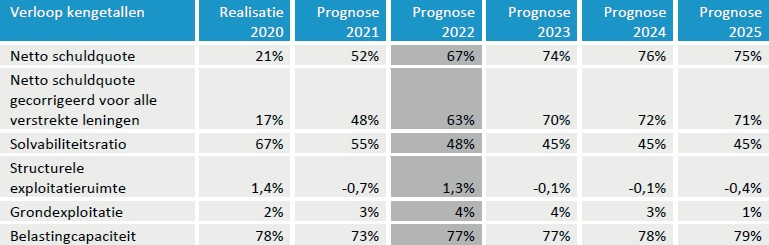 Verloop kengetallen Realisatie 2020 Prognose 2021 Prognose 2022 Prognose 2023 Prognose 2024 Prognose 2025
Netto schuldquote 21% 52% 67% 74% 76% 75%
Netto schuldquote
gecorrigeerd voor alle
verstrekte leningen 17% 48% 63% 70% 72% 71%
Solvabiliteitsratio 67% 55% 48% 45% 45% 45%
Structurele
exploitatieruimte 1,4% -0,7% 1,3% -0,1% -0,1% -0,4%
Grondexploitatie 2% 3% 4% 4% 3% 1%
Belastingcapaciteit 78% 73% 77% 77% 78% 79%